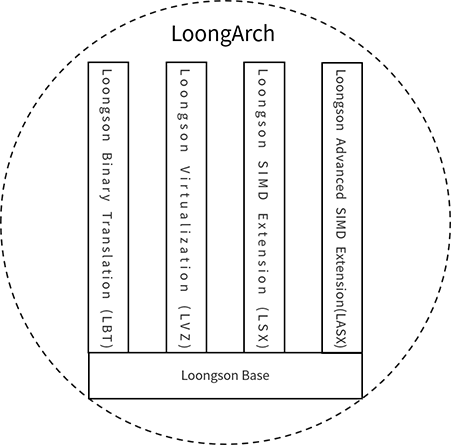 LoongArch
Loongson Binary Translation (LBT)
Loongson Virtualization (LVZ)
Loongson SIMD Extension (LSX)
Loongson Advanced SIMD Extension(LASX)
Loongson Base